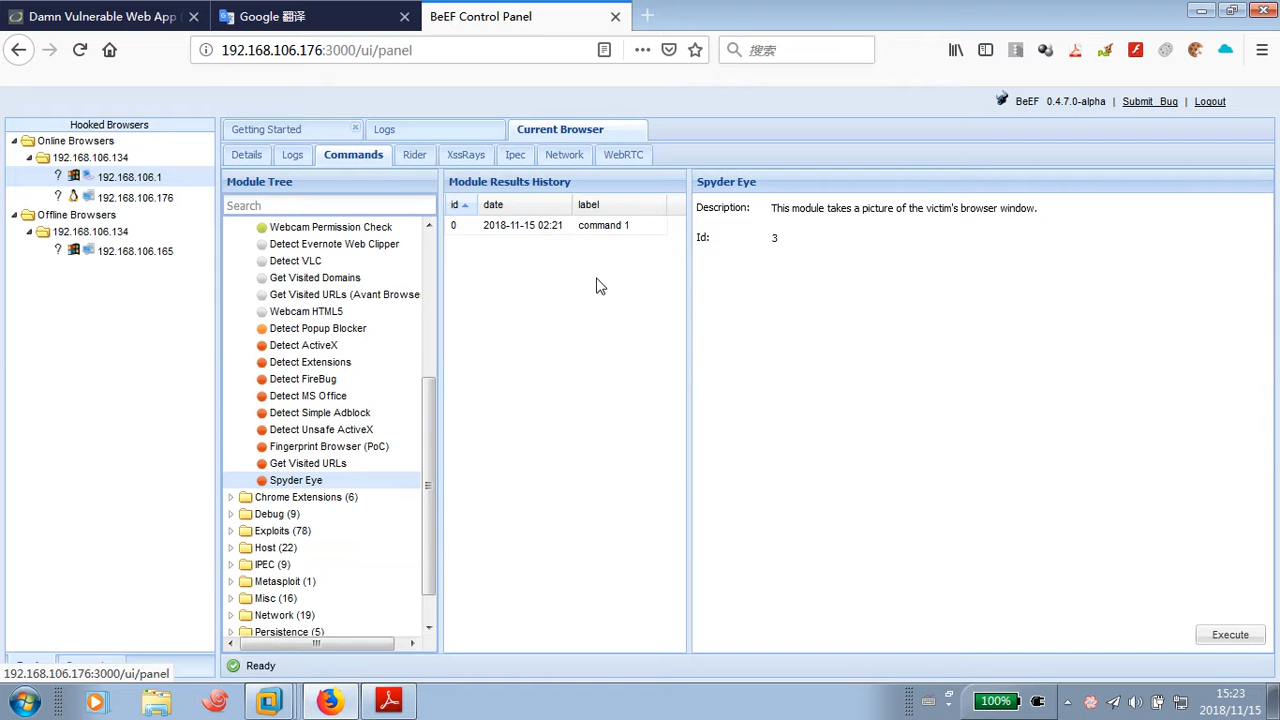 Damn Vulnerable Web App (
Google 翻译
BeEF Control Panel
192.168.106.176:3000/ui/panel
搜索
BeEF 0.4.7.0-alpha | Submit Bug | Logout
Hooked Browsers
Online Browsers
192.168.106.134
? 192.168.106.1
? 192.168.106.176
Offline Browsers
192.168.106.134
? 192.168.106.165
Getting Started
Logs
Current Browser
Details
Logs
Commands
Rider
XssRays
Ipec
Network
WebRTC
Module Tree
Search
Webcam Permission Check
Detect Evernote Web Clipper
Detect VLC
Get Visited Domains
Get Visited URLs (Avant Browse
Webcam HTML5
Detect Popup Blocker
Detect ActiveX
Detect Extensions
Detect FireBug
Detect MS Office
Detect Simple Adblock
Detect Unsafe ActiveX
Fingerprint Browser (PoC)
Get Visited URLs
Spyder Eye
Chrome Extensions (6)
Debug (9)
Exploits (78)
Host (22)
IPEC (9)
Metasploit (1)
Misc (16)
Network (19)
Persistence (5)
Module Results History
id date label
0 2018-11-15 02:21 command 1
Spyder Eye
Description: This module takes a picture of the victim's browser window.
Id: 3
Execute
Ready
192.168.106.176:3000/ui/panel
100%
15:23
2018/11/15